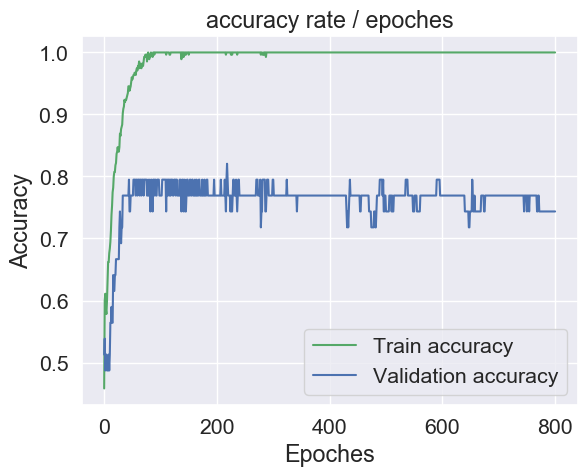 accuracy rate / epoches
1.0
0.9
0.8
0.7
0.6
0.5
Accuracy
Train accuracy
Validation accuracy
0 200 400 600 800
Epoches